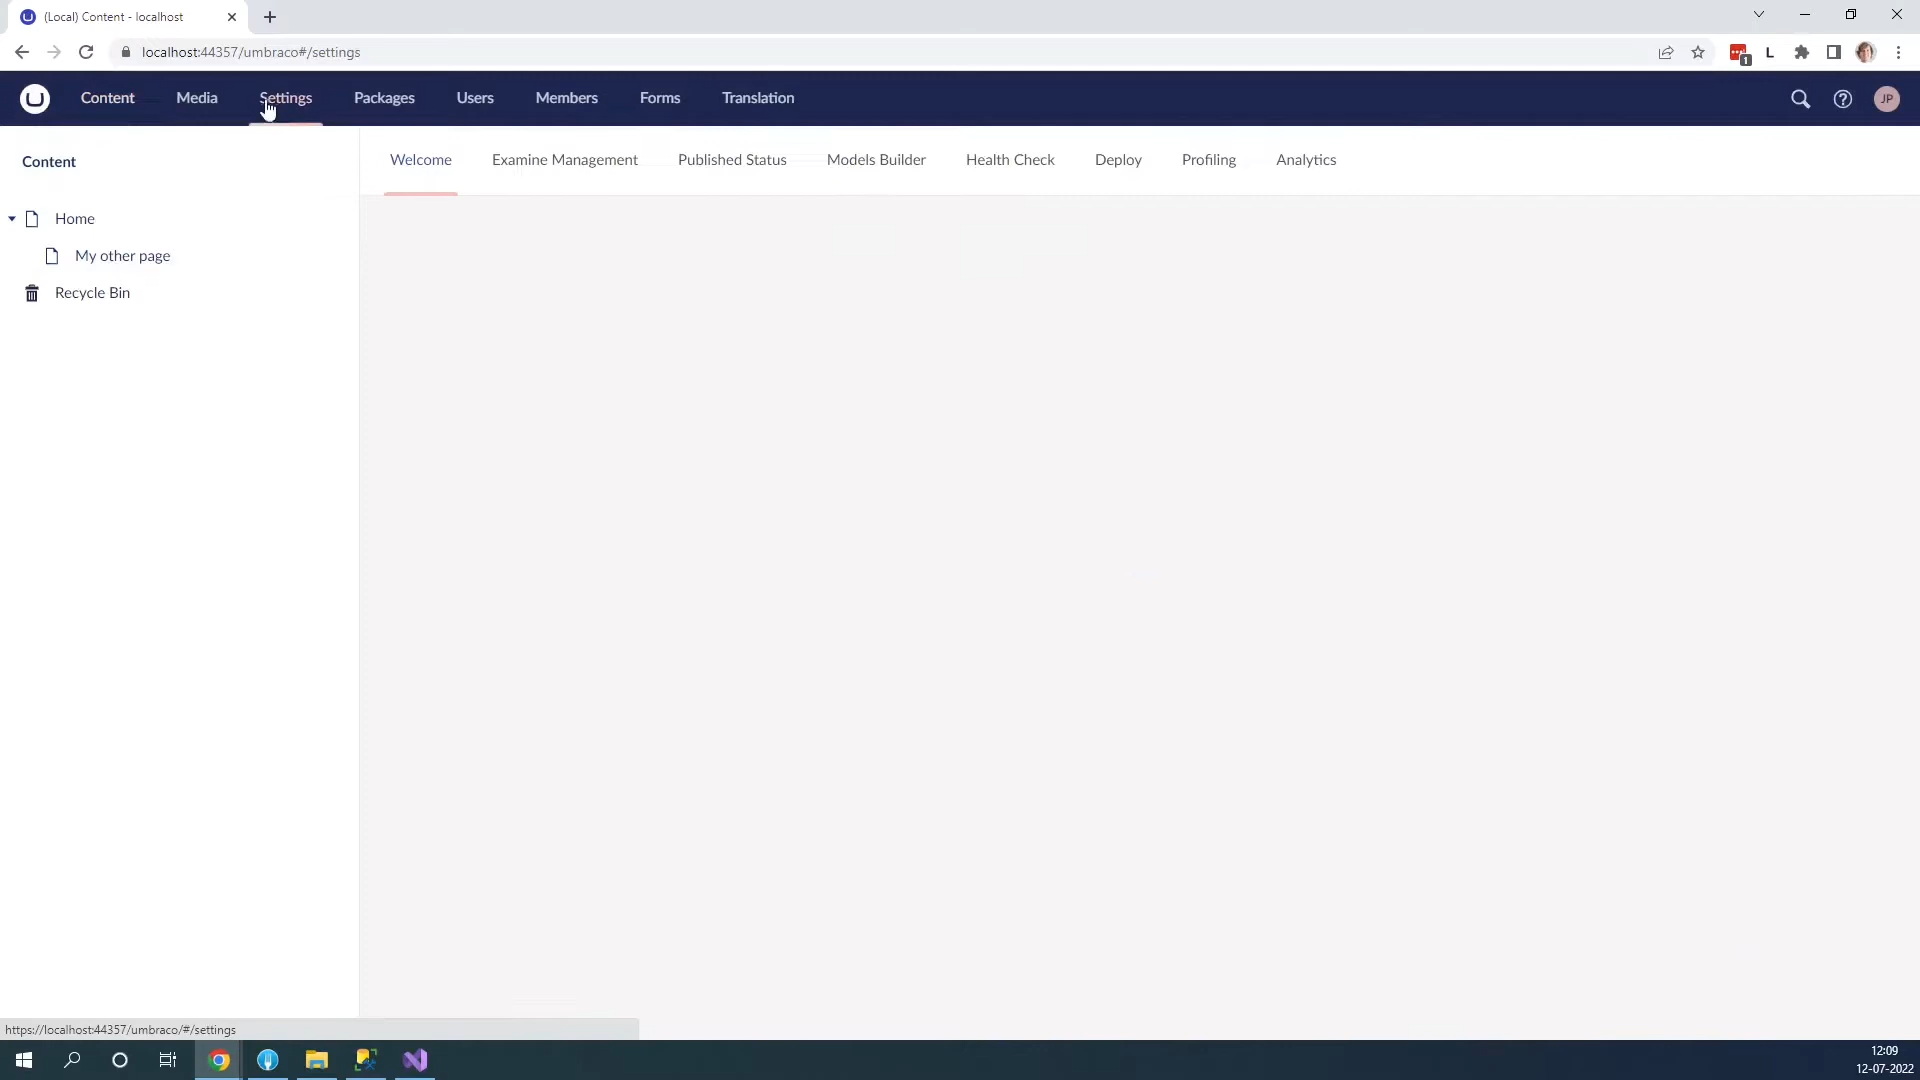 (Local) Content - localhost
localhost:44357/umbraco#/settings
1
L
Content Media Settings Packages Users Members Forms Translation
JP
Content
Welcome Examine Management Published Status Models Builder Health Check Deploy Profiling Analytics
Home
My other page
Recycle Bin
https://localhost:44357/umbraco/#/settings
12:09
12-07-2022